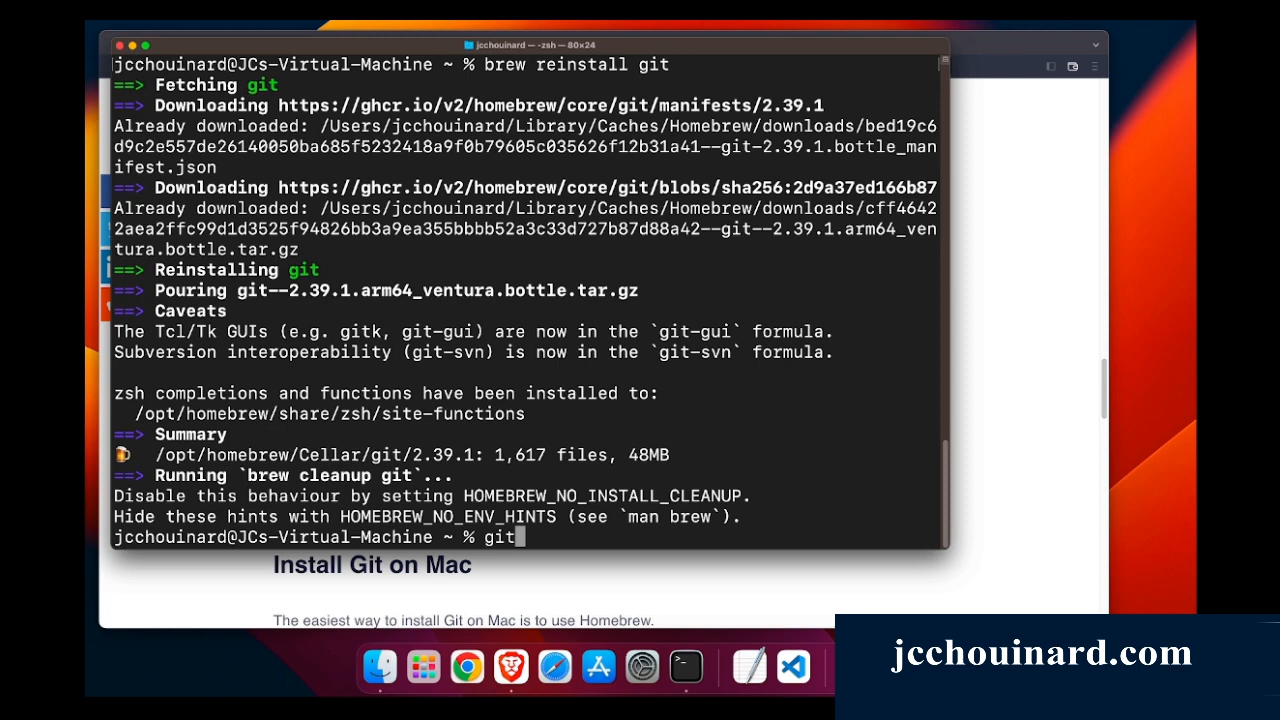 jcchouinard — -zsh — 80×24
jcchouinard@JCs-Virtual-Machine ~ % brew reinstall git
==> Fetching git
==> Downloading https://ghcr.io/v2/homebrew/core/git/manifests/2.39.1
Already downloaded: /Users/jcchouinard/Library/Caches/Homebrew/downloads/bed19c6
d9c2e557de26140050ba685f5232418a9f0b79605c035626f12b31a41--git-2.39.1.bottle_man
ifest.json
==> Downloading https://ghcr.io/v2/homebrew/core/git/blobs/sha256:2d9a37ed166b87
Already downloaded: /Users/jcchouinard/Library/Caches/Homebrew/downloads/cff4642
2aea2ffc99d1d3525f94826bb3a9ea355bbbb52a3c33d727b87d88a42--git--2.39.1.arm64_ven
tura.bottle.tar.gz
==> Reinstalling git
==> Pouring git--2.39.1.arm64_ventura.bottle.tar.gz
==> Caveats
The Tcl/Tk GUIs (e.g. gitk, git-gui) are now in the `git-gui` formula.
Subversion interoperability (git-svn) is now in the `git-svn` formula.
zsh completions and functions have been installed to:
/opt/homebrew/share/zsh/site-functions
==> Summary
🍺 /opt/homebrew/Cellar/git/2.39.1: 1,617 files, 48MB
==> Running `brew cleanup git`...
Disable this behaviour by setting HOMEBREW_NO_INSTALL_CLEANUP.
Hide these hints with HOMEBREW_NO_ENV_HINTS (see `man brew`).
jcchouinard@JCs-Virtual-Machine ~ % git
Install Git on Mac
The easiest way to install Git on Mac is to use Homebrew.
jcchouinard.com